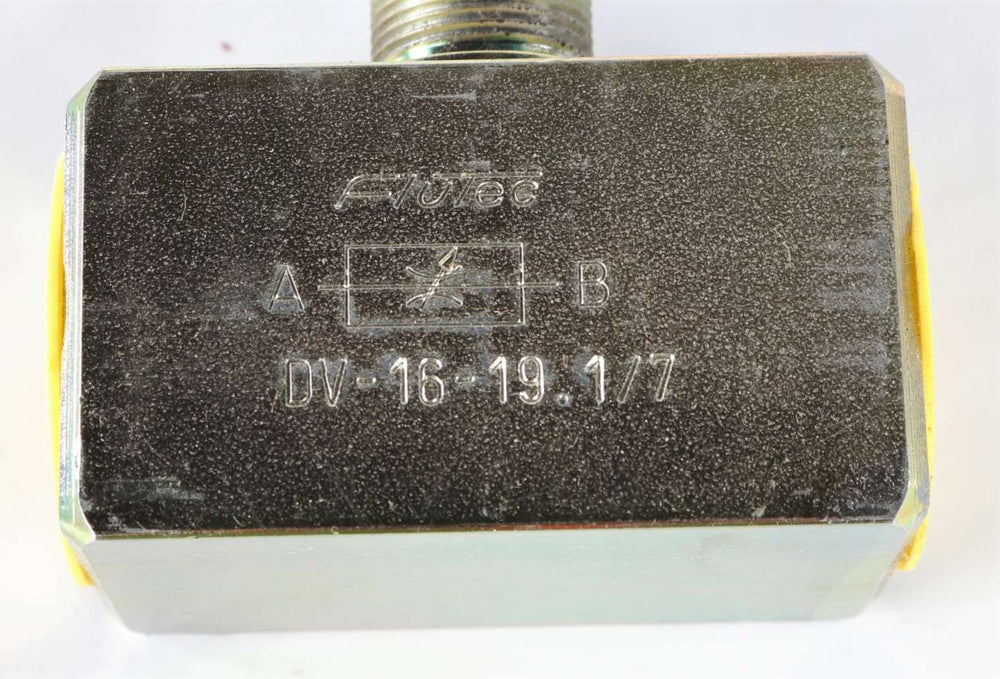 Flutec
A B
DV-16-19.1/7